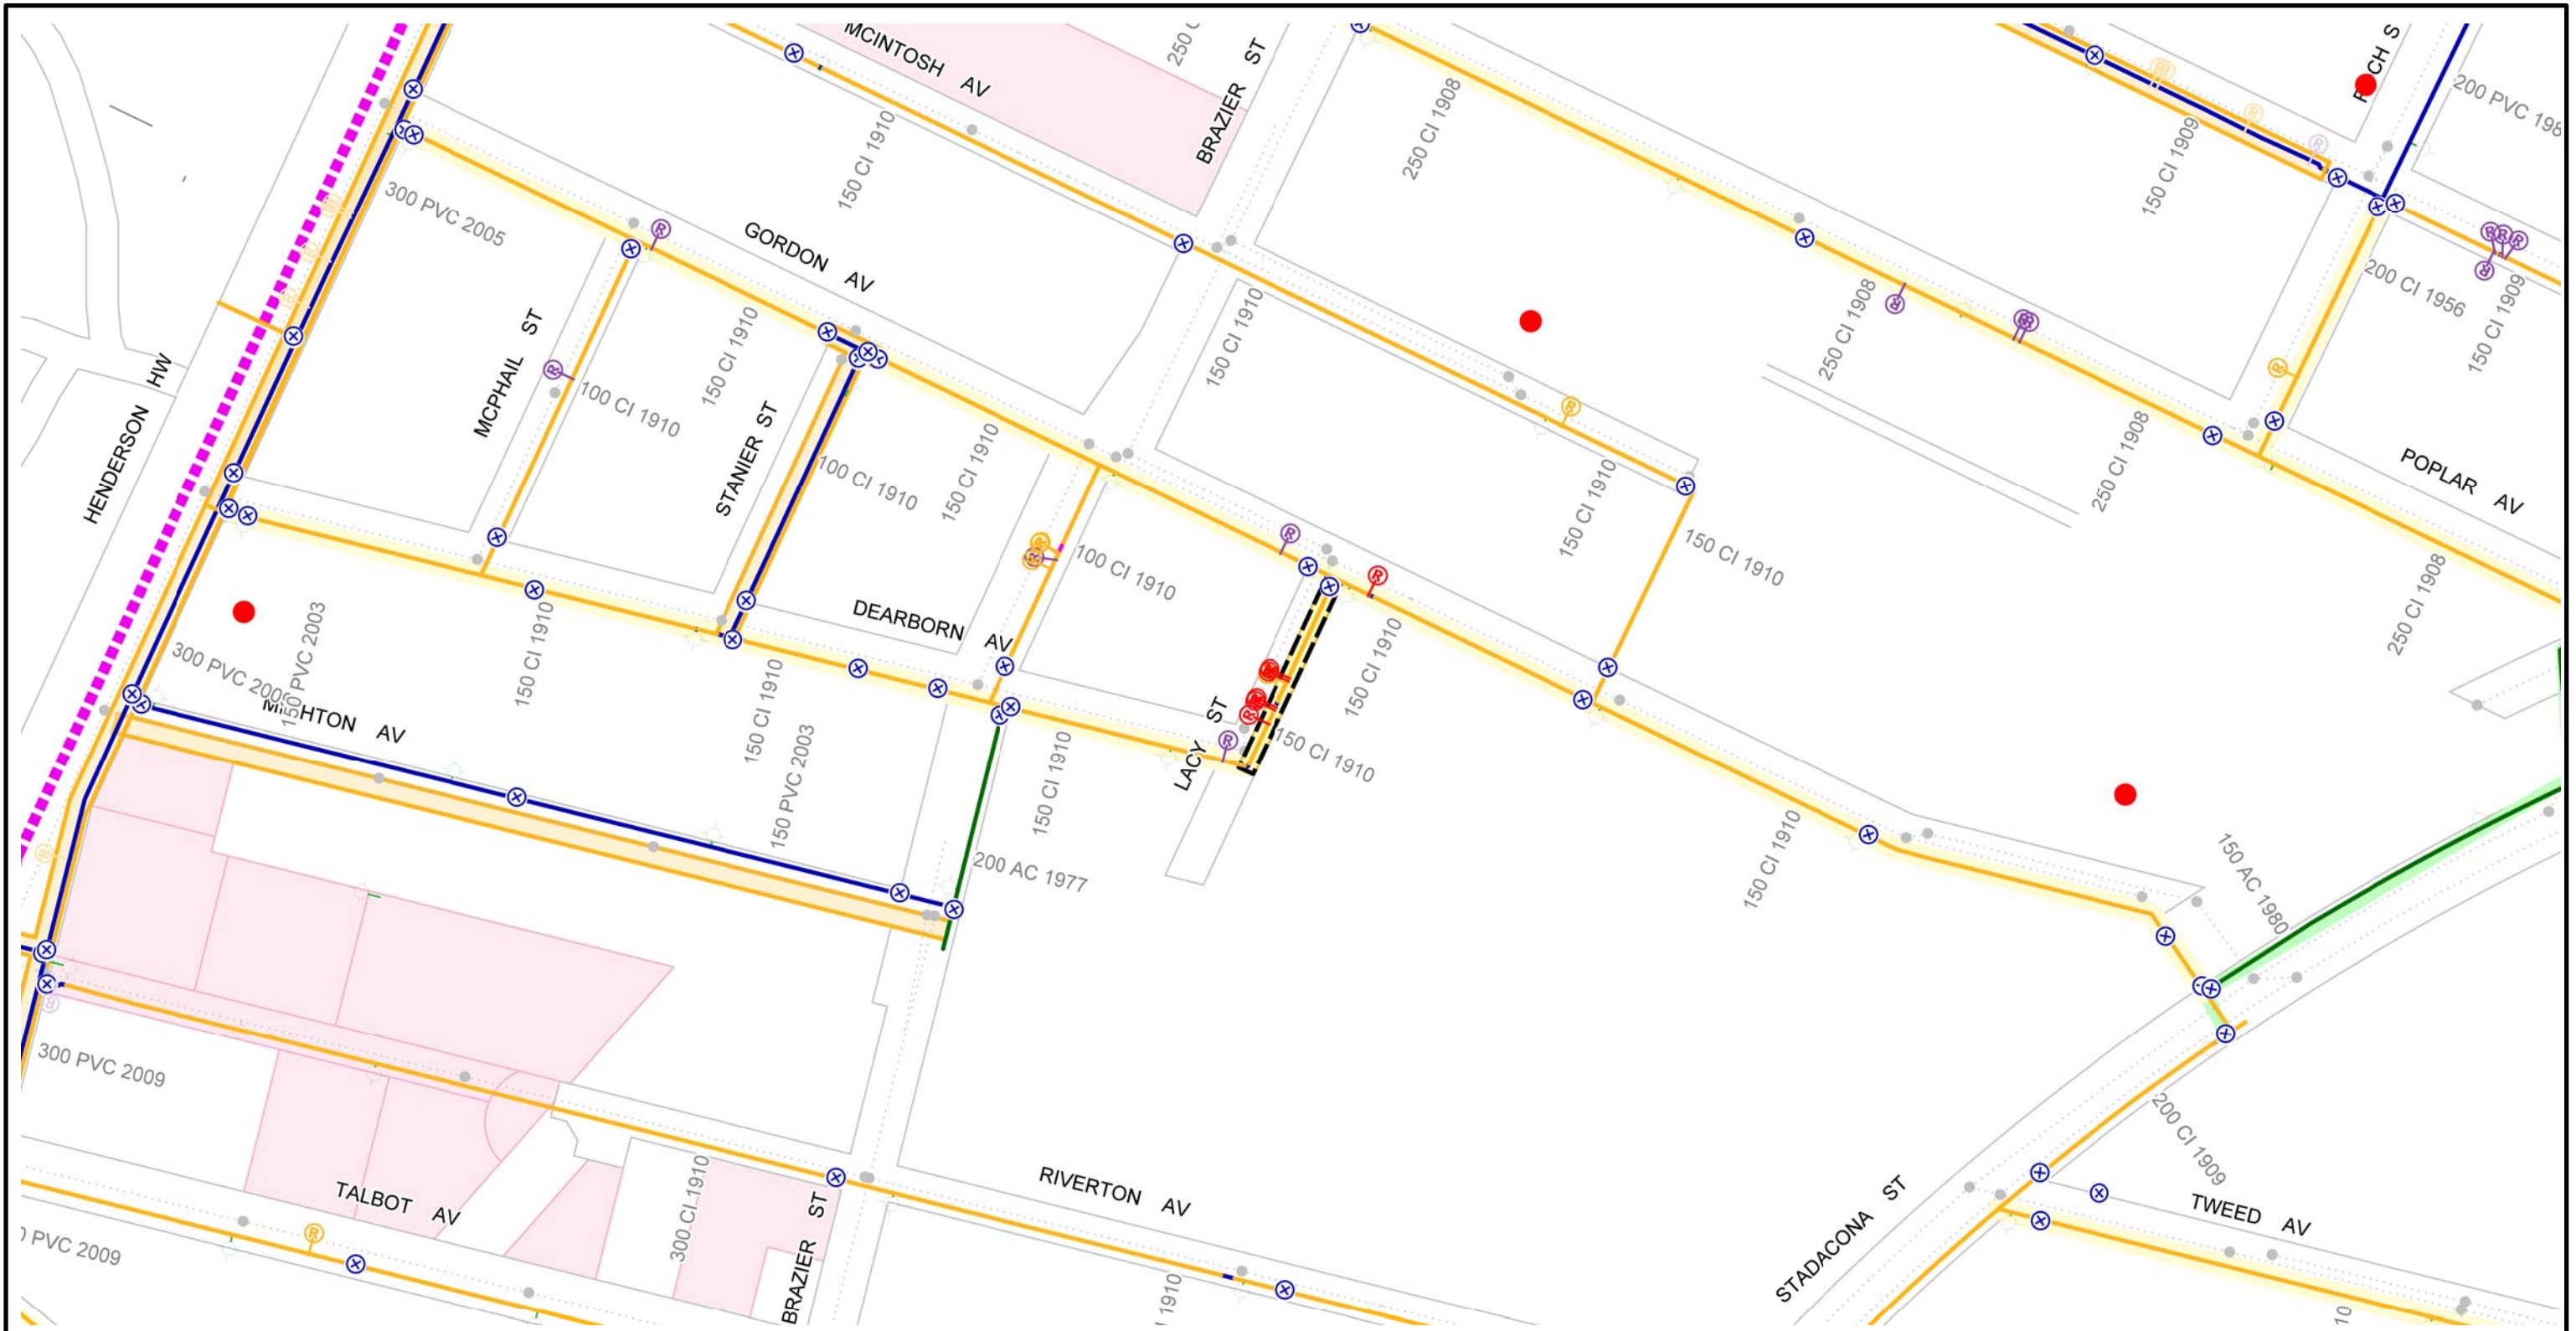 MCINTOSH AV
BRAZIER ST
250 CI 1908
150 CI 1909
200 PVC 198
150 CI 1910
300 PVC 2005
GORDON AV
250 CI 1908
200 CI 1956
150 CI 1909
HENDERSON HW
MCPHAIL ST
100 CI 1910
150 CI 1910
STANIER ST
100 CI 1910
150 CI 1910
150 CI 1910
150 CI 1910
150 CI 1910
250 CI 1908
POPLAR AV
250 CI 1908
100 CI 1910
DEARBORN AV
150 CI 1910
150 PVC 2003
150 CI 1910
300 PVC
AV
150 CI 1910
150 PVC 2003
150 CI 1910
LACY ST
150 CI 1910
200 AC 1977
150 CI 1910
150 AC 1980
300 PVC 2009
200 CI 1909
TALBOT AV
300 CI 1910
BRAZIER ST
RIVERTON AV
STADACONA ST
TWEED AV
PVC 2009
1910
R
R
R
R
R
R
R
R
R
R
R
R
R